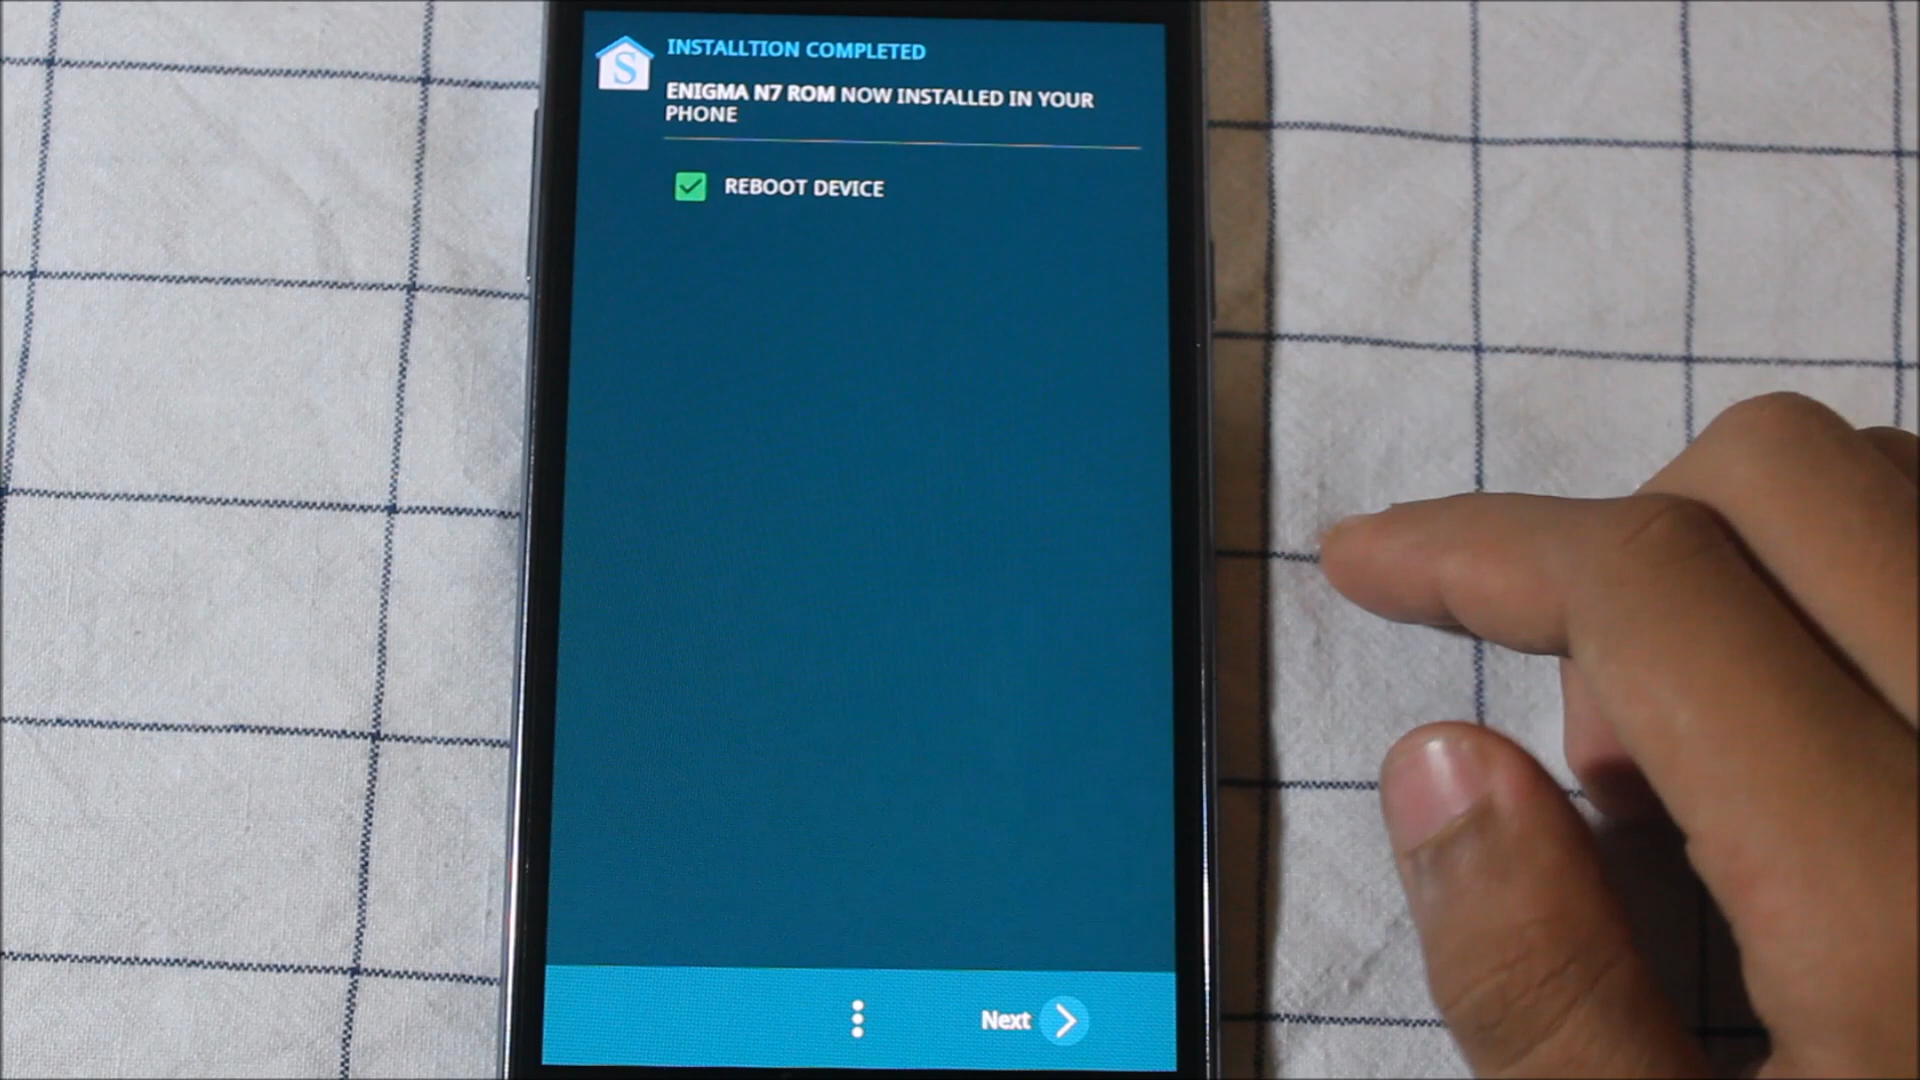 S
INSTALLTION COMPLETED
ENIGMA N7 ROM NOW INSTALLED IN YOUR
PHONE
REBOOT DEVICE
Next